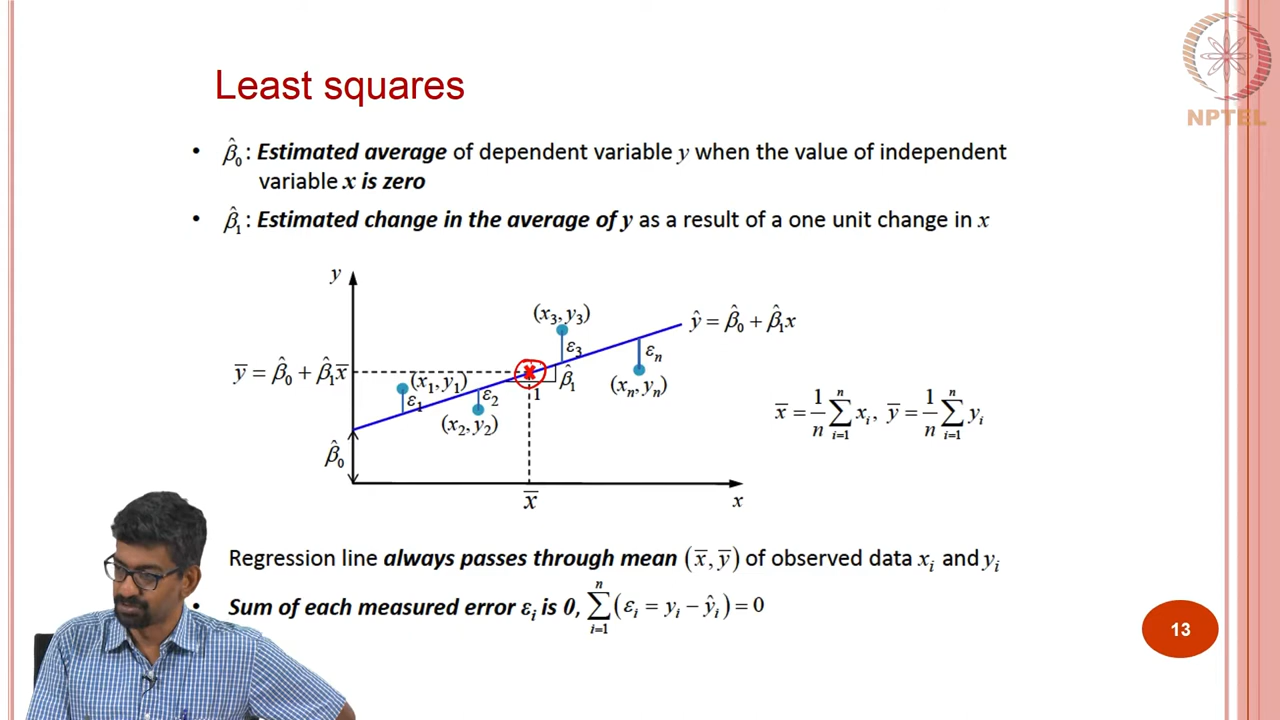 NPTEL
Least squares
• β̂₀ : Estimated average of dependent variable y when the value of independent
variable x is zero
• β̂₁ : Estimated change in the average of y as a result of a one unit change in x
y
(x₃, y₃)
ŷ = β̂₀ + β̂₁x
ε₃
εₙ
y̅ = β̂₀ + β̂₁x̅
(x₁, y₁)
β̂₁
(xₙ, yₙ)
ε₁
ε₂
1
(x₂, y₂)
x̅ = 1/n ∑ᵢ₌₁ⁿ xᵢ, y̅ = 1/n ∑ᵢ₌₁ⁿ yᵢ
β̂₀
x̅
x
Regression line always passes through mean (x̅, y̅) of observed data xᵢ and yᵢ
• Sum of each measured error εᵢ is 0, ∑ᵢ₌₁ⁿ (εᵢ = yᵢ − ŷᵢ) = 0
13